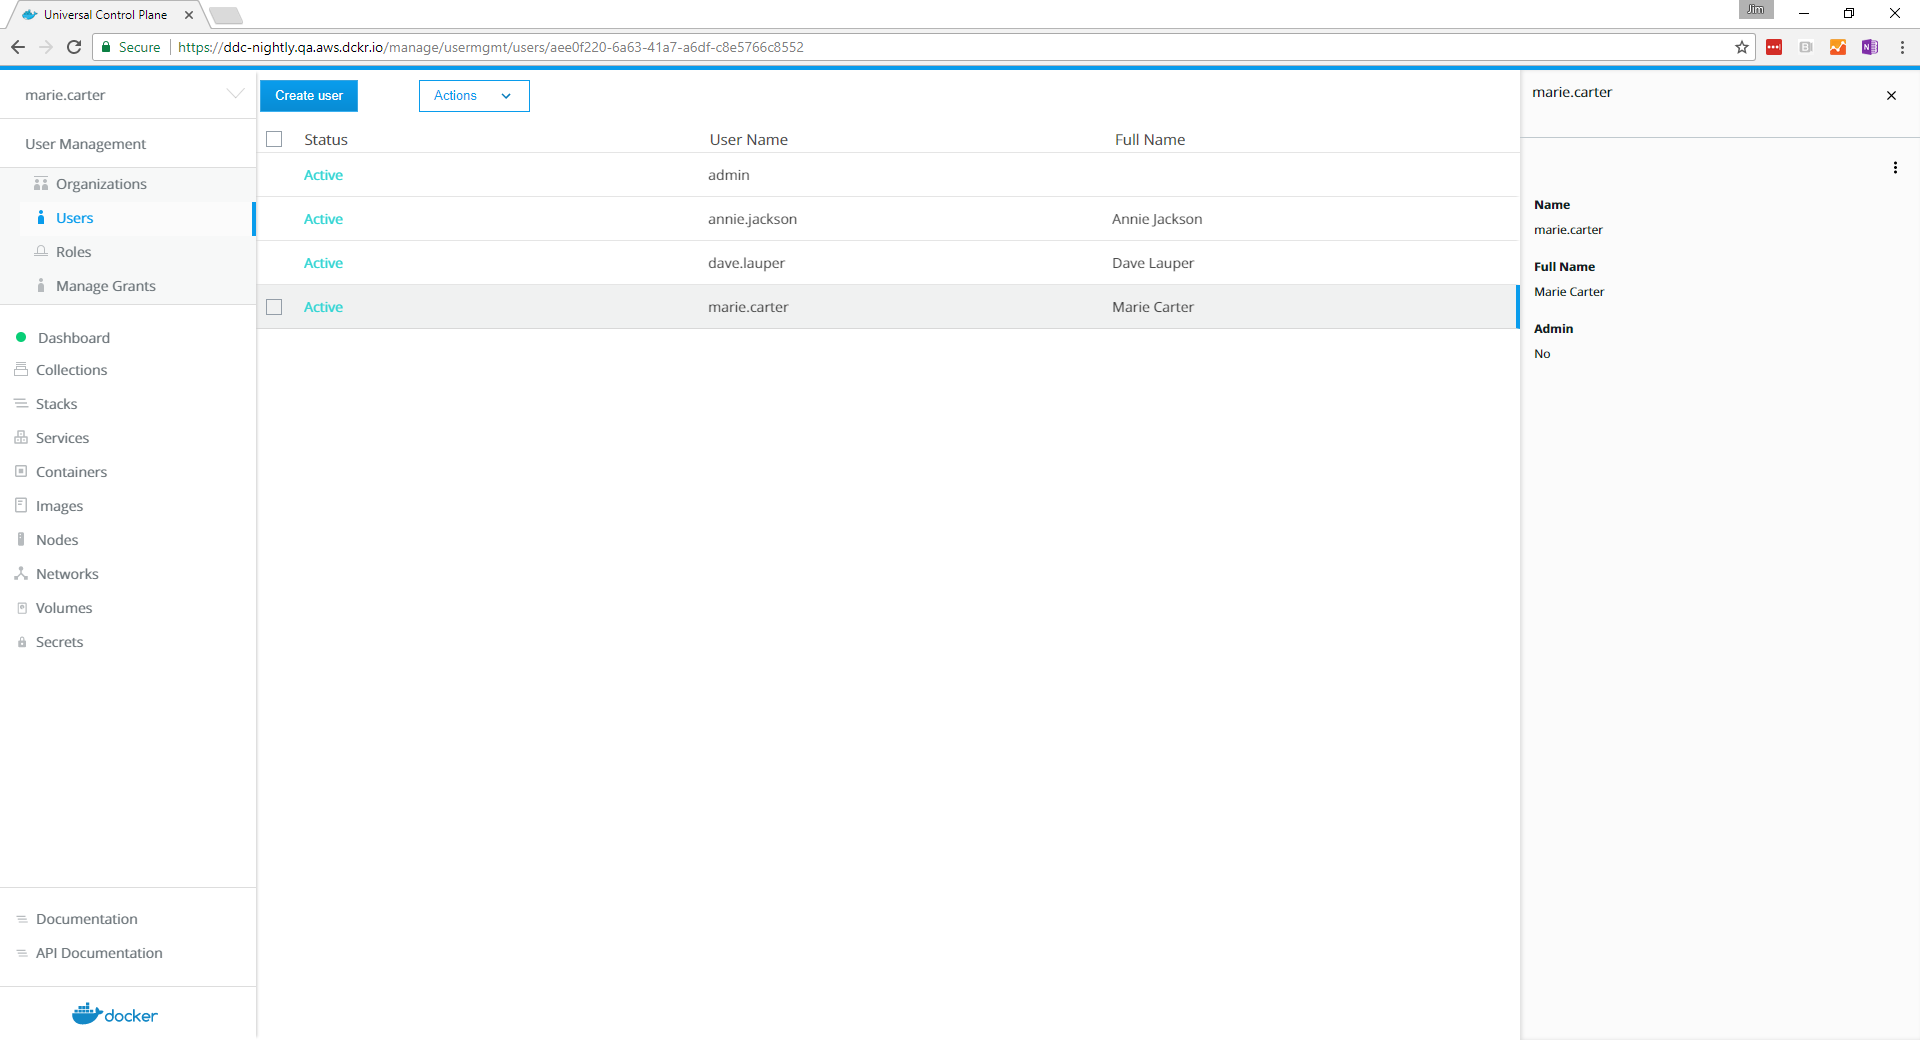 Universal Control Plane
Jim
Secure
https://ddc-nightly.qa.aws.dckr.io/manage/usermgmt/users/aee0f220-6a63-41a7-a6df-c8e5766c8552
marie.carter
User Management
Organizations
Users
Roles
Manage Grants
Dashboard
Collections
Stacks
Services
Containers
Images
Nodes
Networks
Volumes
Secrets
Documentation
API Documentation
docker
Create user
Actions
Status User Name Full Name
Active admin
Active annie.jackson Annie Jackson
Active dave.lauper Dave Lauper
Active marie.carter Marie Carter
marie.carter
Name
marie.carter
Full Name
Marie Carter
Admin
No